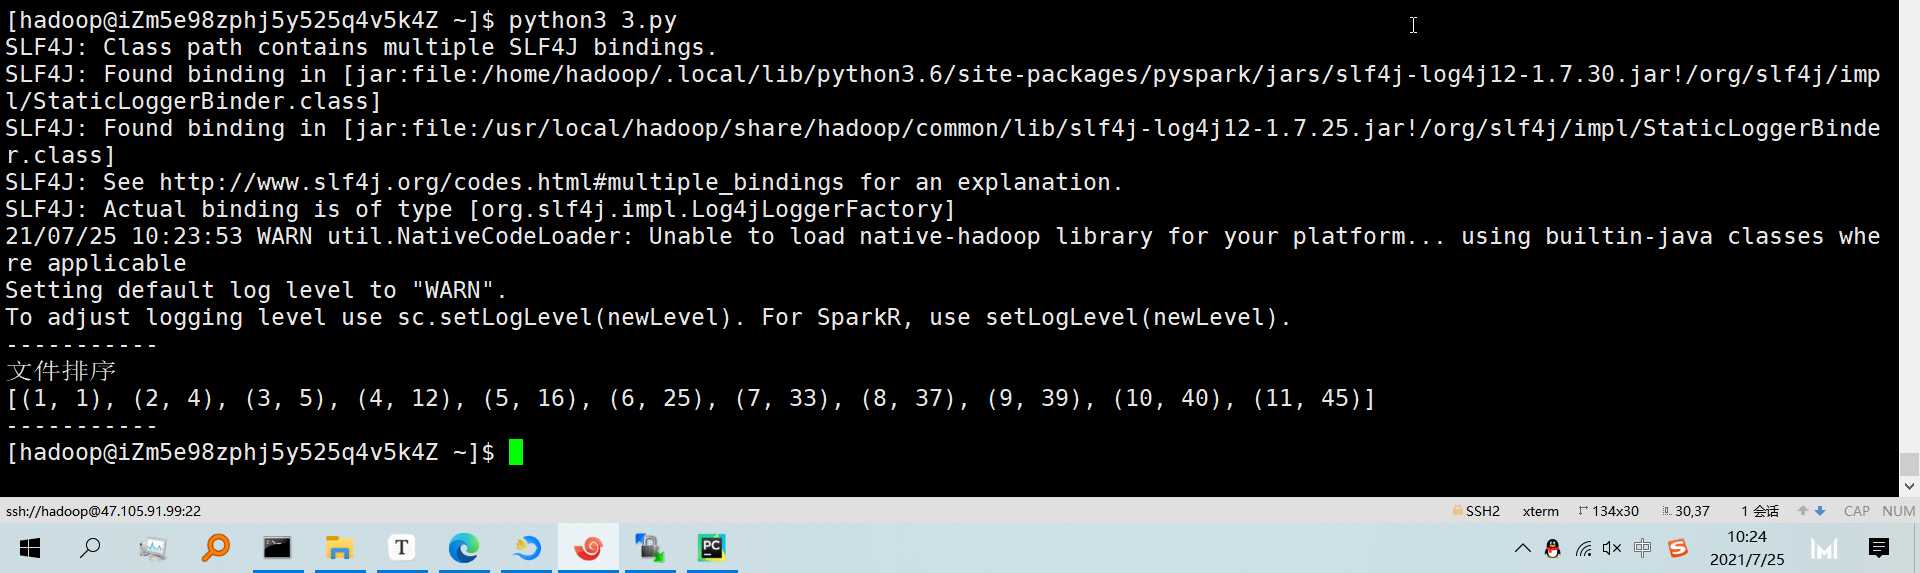 [hadoop@iZm5e98zphj5y525q4v5k4Z ~]$ python3 3.py
SLF4J: Class path contains multiple SLF4J bindings.
SLF4J: Found binding in [jar:file:/home/hadoop/.local/lib/python3.6/site-packages/pyspark/jars/slf4j-log4j12-1.7.30.jar!/org/slf4j/imp
l/StaticLoggerBinder.class]
SLF4J: Found binding in [jar:file:/usr/local/hadoop/share/hadoop/common/lib/slf4j-log4j12-1.7.25.jar!/org/slf4j/impl/StaticLoggerBinde
r.class]
SLF4J: See http://www.slf4j.org/codes.html#multiple_bindings for an explanation.
SLF4J: Actual binding is of type [org.slf4j.impl.Log4jLoggerFactory]
21/07/25 10:23:53 WARN util.NativeCodeLoader: Unable to load native-hadoop library for your platform... using builtin-java classes whe
re applicable
Setting default log level to "WARN".
To adjust logging level use sc.setLogLevel(newLevel). For SparkR, use setLogLevel(newLevel).
-----------
文件排序
[(1, 1), (2, 4), (3, 5), (4, 12), (5, 16), (6, 25), (7, 33), (8, 37), (9, 39), (10, 40), (11, 45)]
-----------
[hadoop@iZm5e98zphj5y525q4v5k4Z ~]$
ssh://hadoop@47.105.91.99:22 SSH2 xterm 134x30 30,37 1 会话 CAP NUM
T PC 中 S 10:24
2021/7/25